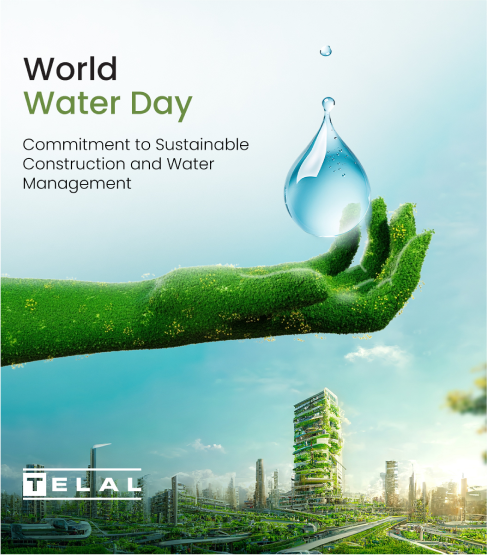 World
Water Day
Commitment to Sustainable
Construction and Water
Management
TELAL